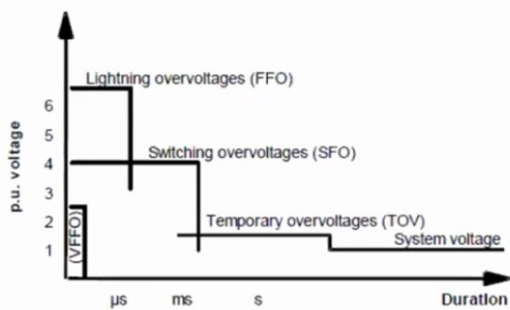 Lightning overvoltages (FFO)
6
5
Switching overvoltages (SFO)
4
3
Temporary overvoltages (TOV)
2
System voltage
1
(VFFO)
p.u. voltage
µs ms s Duration